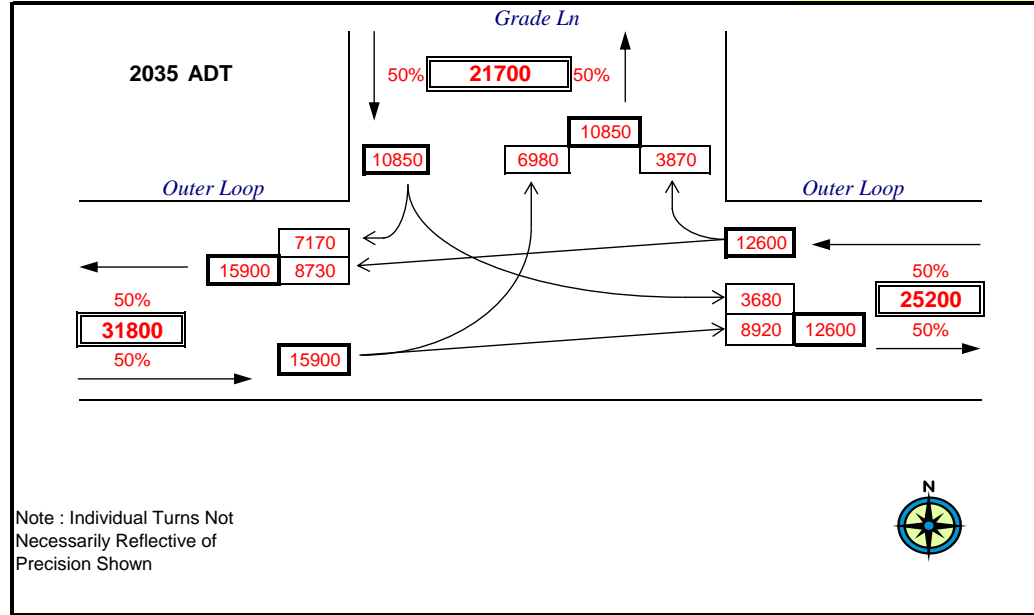 Grade Ln
2035 ADT
50% 21700 50%
10850
10850 6980 3870
Outer Loop Outer Loop
7170 12600
15900 8730
50% 50%
3680 25200
31800 8920 12600 50%
50% 15900
N
Note : Individual Turns Not
Necessarily Reflective of
Precision Shown